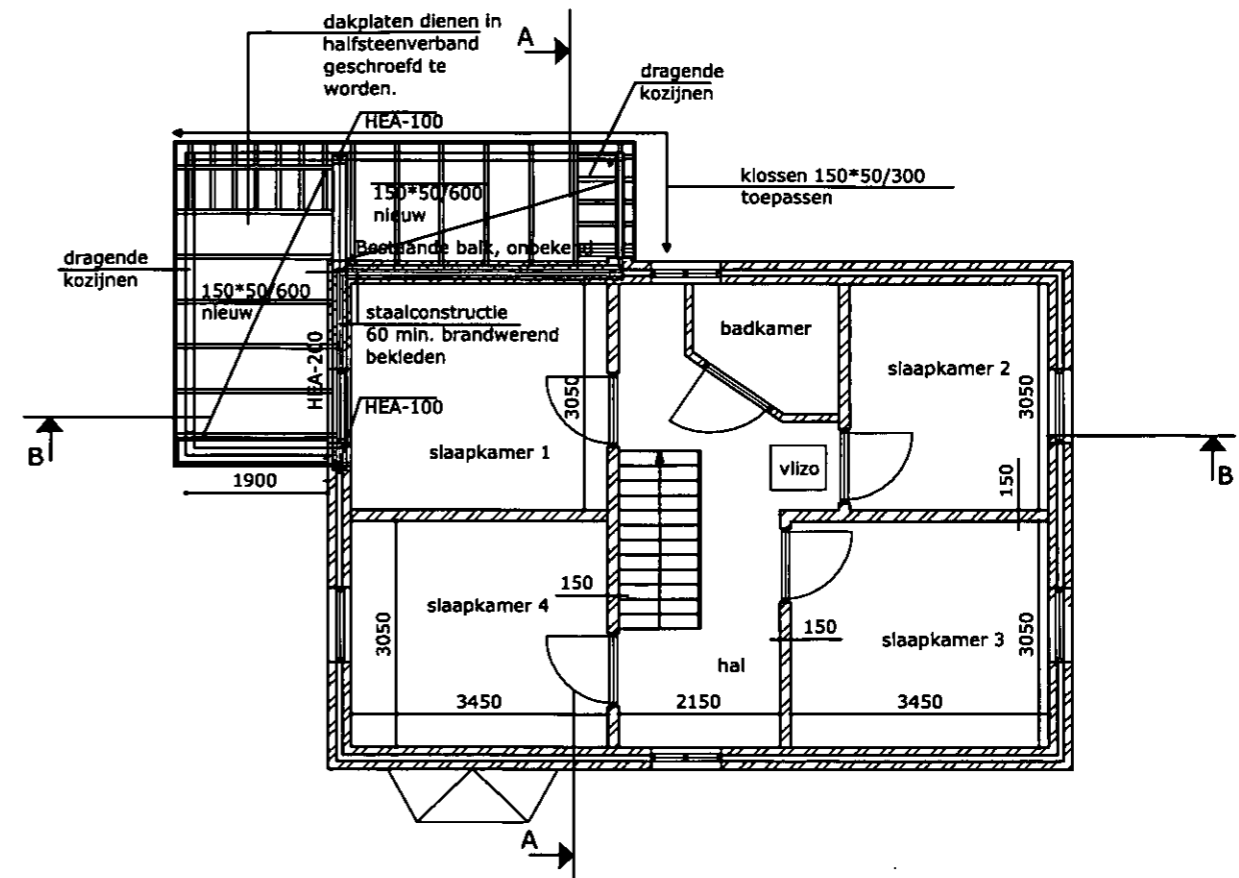 dakplaten dienen in
halfsteenverband
geschroefd te
worden.
A
dragende
kozijnen
HEA-100
klossen 150*50/300
toepassen
150*50/600
nieuw
Bestaande balk, onbekend
dragende
kozijnen
150*50/600
nieuw
staalconstructie
60 min. brandwerend
bekleden
badkamer
slaapkamer 2
HEA-200
HEA-100
3050
3050
B
slaapkamer 1
vlizo
B
1900
150
150
slaapkamer 4
150
slaapkamer 3
3050
3050
hal
3450
2150
3450
A